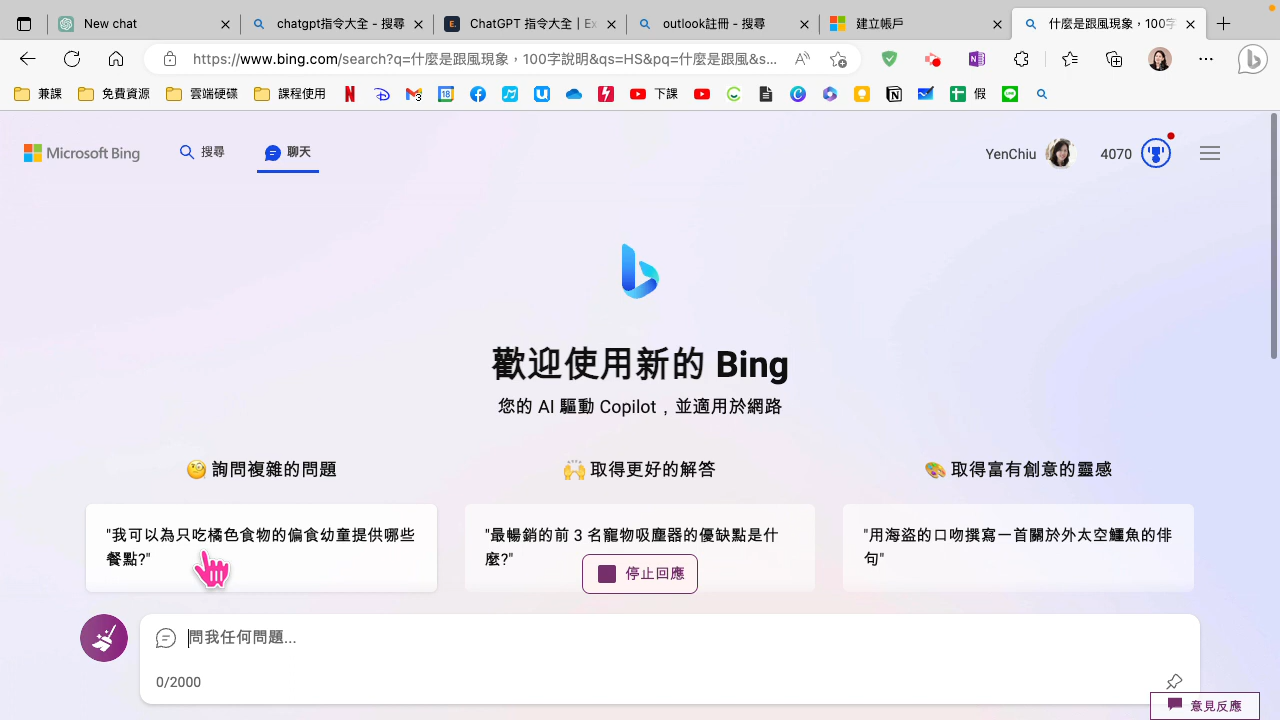 New chat
chatgpt指令大全 - 搜尋
E.
ChatGPT 指令大全 | Ex
outlook註冊 - 搜尋
建立帳戶
什麼是跟風現象，100字
https://www.bing.com/search?q=什麼是跟風現象，100字說明&qs=HS&pq=什麼是跟風&s...
兼課
免費資源
雲端硬碟
課程使用
下課
假
Microsoft Bing
搜尋
聊天
YenChiu
4070
歡迎使用新的 Bing
您的 AI 驅動 Copilot，並適用於網路
詢問複雜的問題
取得更好的解答
取得富有創意的靈感
"我可以為只吃橘色食物的偏食幼童提供哪些
餐點?"
"最暢銷的前 3 名寵物吸塵器的優缺點是什
麼?"
"用海盜的口吻撰寫一首關於外太空鱷魚的俳
句"
停止回應
問我任何問題...
0/2000
意見反應